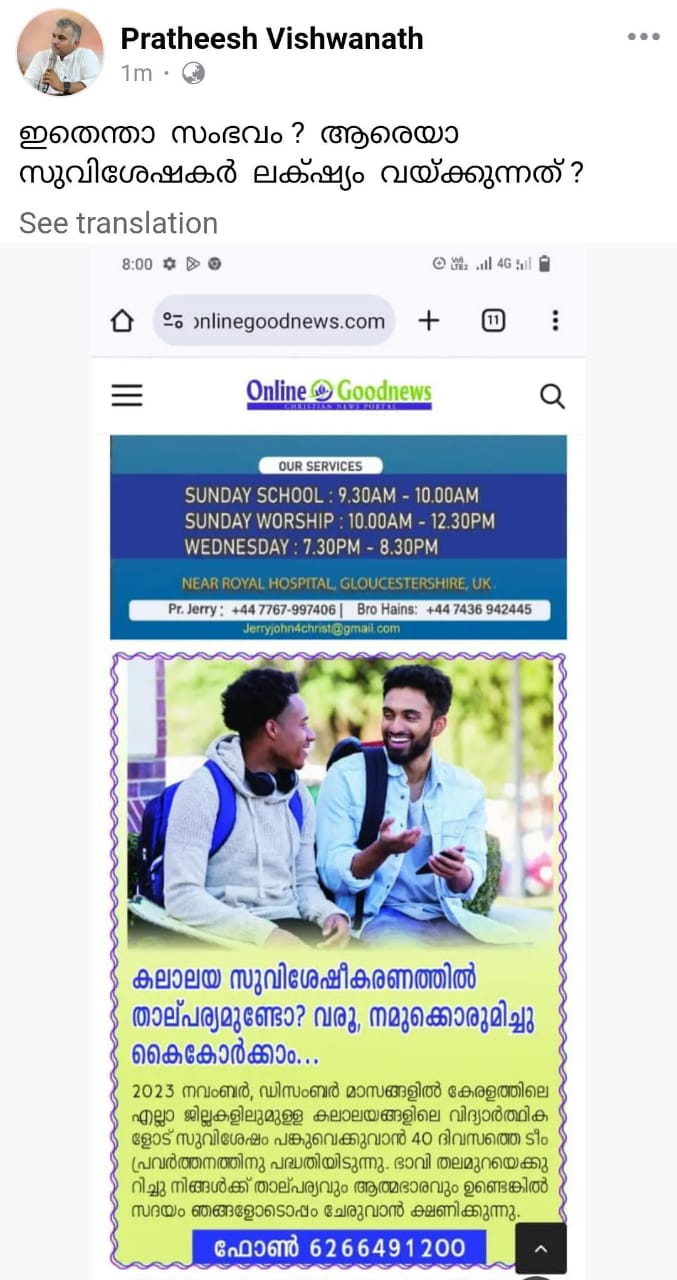 Pratheesh Vishwanath
1m
ഇതെന്താ സംഭവം ? ആരെയാ
സുവിശേഷകർ ലക്ഷ്യം വയ്ക്കുന്നത് ?
See translation
8:00
VoI LTE2 4G
onlinegoodnews.com
11
Online Goodnews
CHRISTIAN NEWS PORTAL
OUR SERVICES
SUNDAY SCHOOL : 9.30AM - 10.00AM
SUNDAY WORSHIP : 10.00AM - 12.30PM
WEDNESDAY : 7.30PM - 8.30PM
NEAR ROYAL HOSPITAL, GLOUCESTERSHIRE, UK.
Pr. Jerry : +44 7767-997406 | Bro Hains: +44 7436 942445
Jerryjohn4christ@gmail.com
കലാലയ സുവിശേഷീകരണത്തിൽ
താല്പര്യമുണ്ടോ? വരൂ, നമുക്കൊരുമിച്ചു
കൈകോർക്കാം...
2023 നവംബർ, ഡിസംബർ മാസങ്ങളിൽ കേരളത്തിലെ
എല്ലാ ജില്ലകളിലുമുള്ള കലാലയങ്ങളിലെ വിദ്യാർത്ഥിക
ളോട് സുവിശേഷം പങ്കുവെക്കുവാൻ 40 ദിവസത്തെ ടീം
പ്രവർത്തനത്തിനു പദ്ധതിയിടുന്നു. ഭാവി തലമുറയെക്കു
റിച്ചു നിങ്ങൾക്ക് താല്പര്യവും ആത്മഭാരവും ഉണ്ടെങ്കിൽ
സദയം ഞങ്ങളോടൊപ്പം ചേരുവാൻ ക്ഷണിക്കുന്നു.
ഫോൺ 6266491200